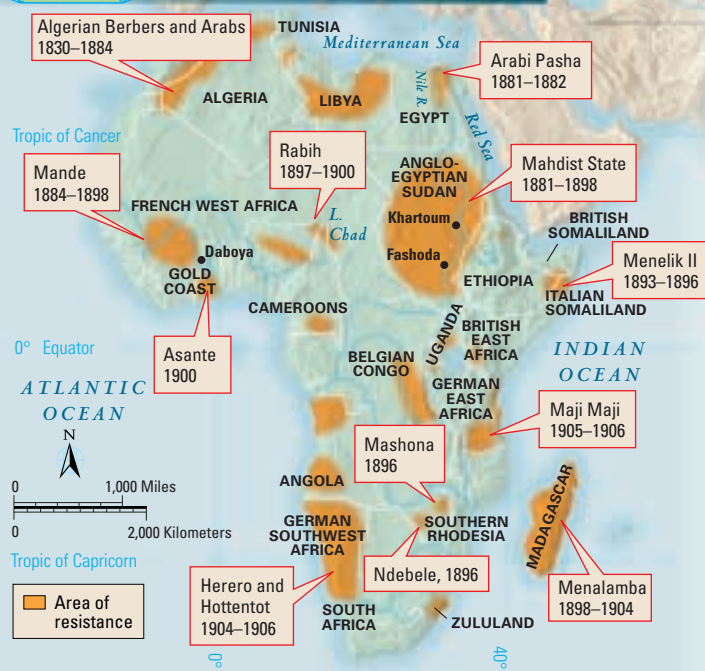 Algerian Berbers and Arabs
1830–1884
TUNISIA
Mediterranean Sea
Arabi Pasha
1881–1882
ALGERIA
LIBYA
Nile R.
EGYPT
Red Sea
Tropic of Cancer
Mande
1884–1898
Rabih
1897–1900
ANGLO-
EGYPTIAN
SUDAN
Mahdist State
1881–1898
FRENCH WEST AFRICA
L.
Chad
Khartoum
BRITISH
SOMALILAND
Daboya
Fashoda
Menelik II
1893–1896
GOLD
COAST
ETHIOPIA
ITALIAN
SOMALILAND
CAMEROONS
UGANDA
BRITISH
EAST
AFRICA
0° Equator
Asante
1900
BELGIAN
CONGO
INDIAN
OCEAN
ATLANTIC
OCEAN
GERMAN
EAST
AFRICA
Maji Maji
1905–1906
N
Mashona
1896
0
1,000 Miles
0
2,000 Kilometers
ANGOLA
MADAGASCAR
GERMAN
SOUTHWEST
AFRICA
SOUTHERN
RHODESIA
Tropic of Capricorn
Ndebele, 1896
Menalamba
1898–1904
Area of
resistance
Herero and
Hottentot
1904–1906
SOUTH
AFRICA
ZULULAND
0°
40°